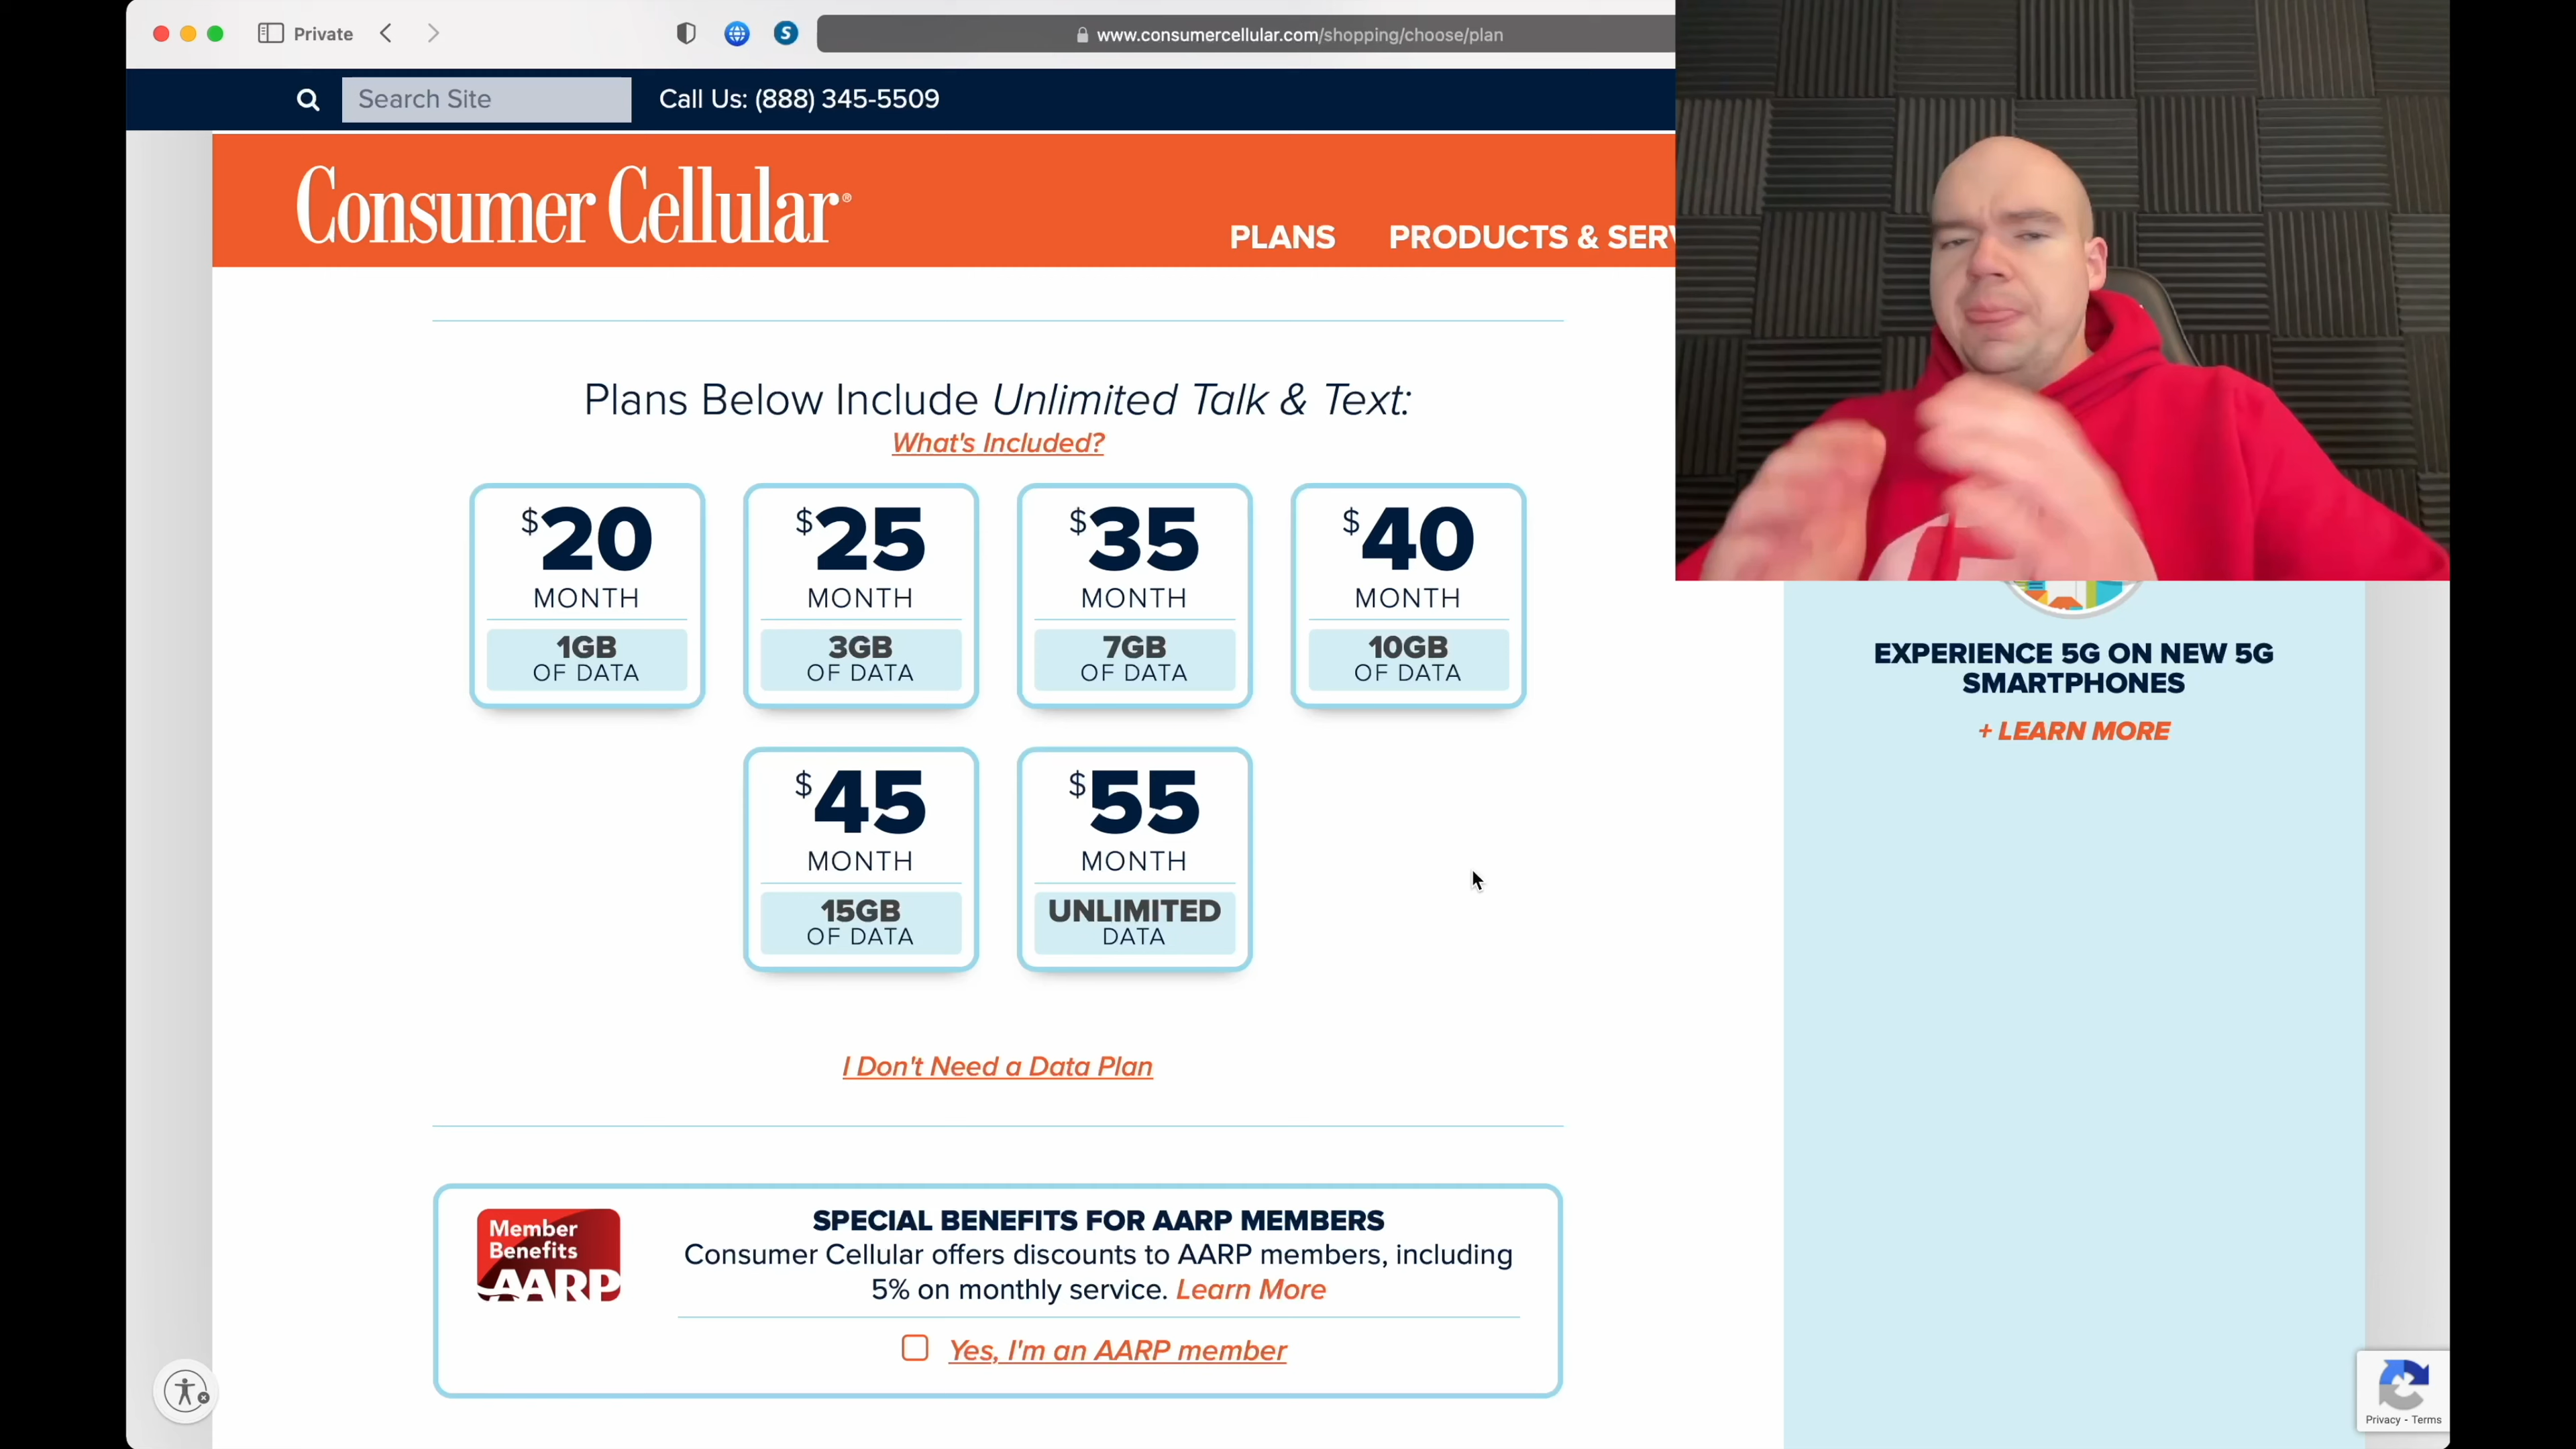 Private
S
www.consumercellular.com/shopping/choose/plan
Search Site
Call Us: (888) 345-5509
Consumer Cellular®
PLANS
PRODUCTS &
Plans Below Include Unlimited Talk & Text:
What's Included?
$20
MONTH
1GB
OF DATA
$25
MONTH
3GB
OF DATA
$35
MONTH
7GB
OF DATA
$40
MONTH
10GB
OF DATA
$45
MONTH
15GB
OF DATA
$55
MONTH
UNLIMITED
DATA
I Don't Need a Data Plan
Member
Benefits
AARP
SPECIAL BENEFITS FOR AARP MEMBERS
Consumer Cellular offers discounts to AARP members, including
5% on monthly service. Learn More
Yes, I'm an AARP member
EXPERIENCE 5G ON NEW 5G
SMARTPHONES
+ LEARN MORE
Privacy - Terms